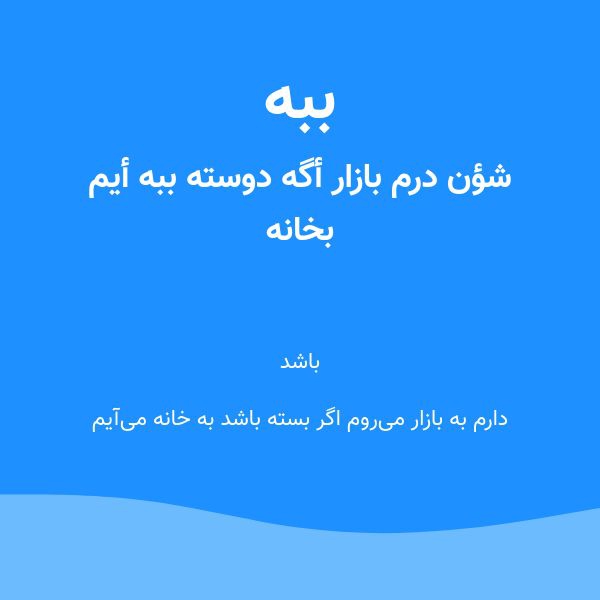 ببه
شؤن درم بازار أگه دوسته ببه أیم
بخانه
باشد
دارم به بازار می‌روم اگر بسته باشد به خانه می‌آیم